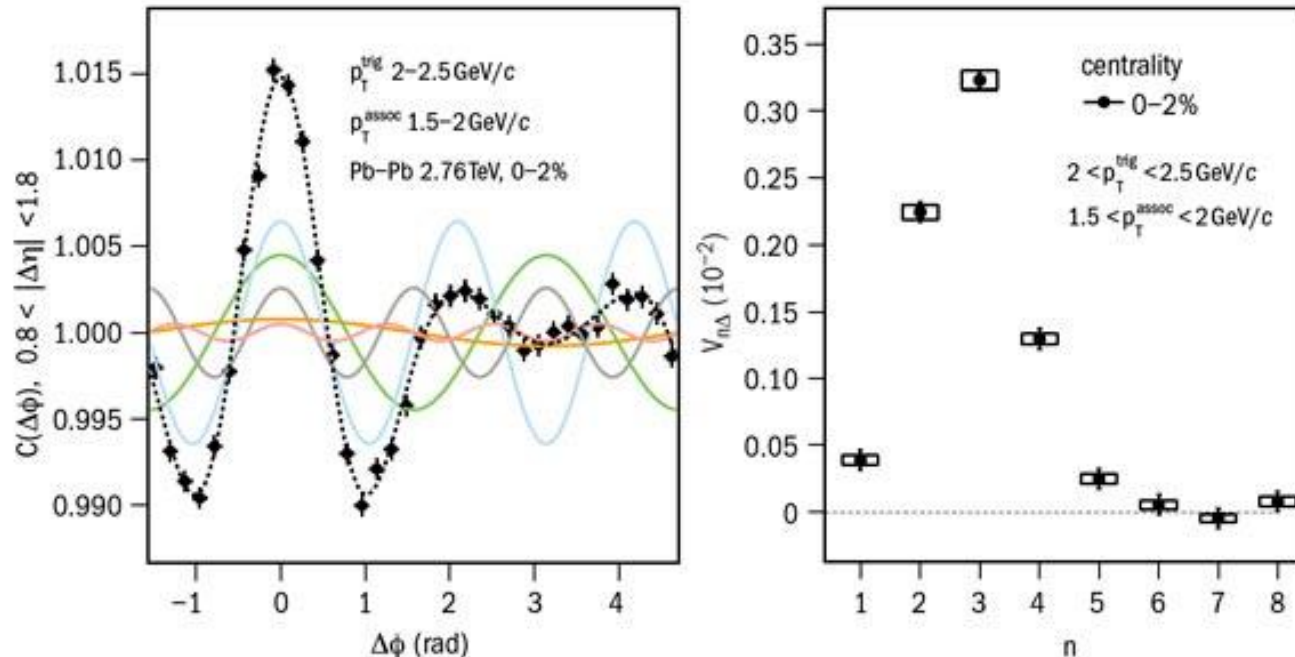 C(Δϕ), 0.8 < |Δη| <1.8
1.015
1.010
1.005
1.000
0.995
0.990
p_T^trig 2–2.5 GeV/c
p_T^assoc 1.5–2 GeV/c
Pb–Pb 2.76 TeV, 0–2%
−1 0 1 2 3 4
Δϕ (rad)
V_nΔ (10⁻²)
0.35
0.30
0.25
0.20
0.15
0.10
0.05
0
centrality
0–2%
2 <p_T^trig <2.5 GeV/c
1.5 <p_T^assoc <2 GeV/c
1 2 3 4 5 6 7 8
n